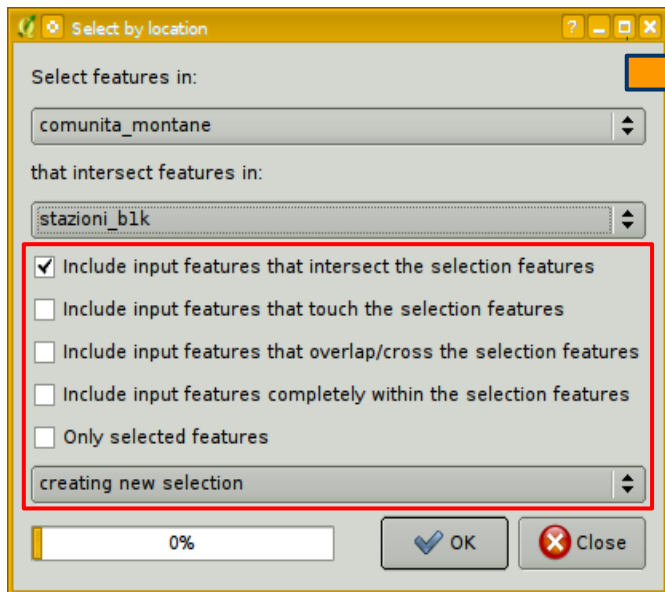 Select by location
Select features in:
comunita_montane
that intersect features in:
stazioni_b1k
Include input features that intersect the selection features
Include input features that touch the selection features
Include input features that overlap/cross the selection features
Include input features completely within the selection features
Only selected features
creating new selection
0%
OK
Close